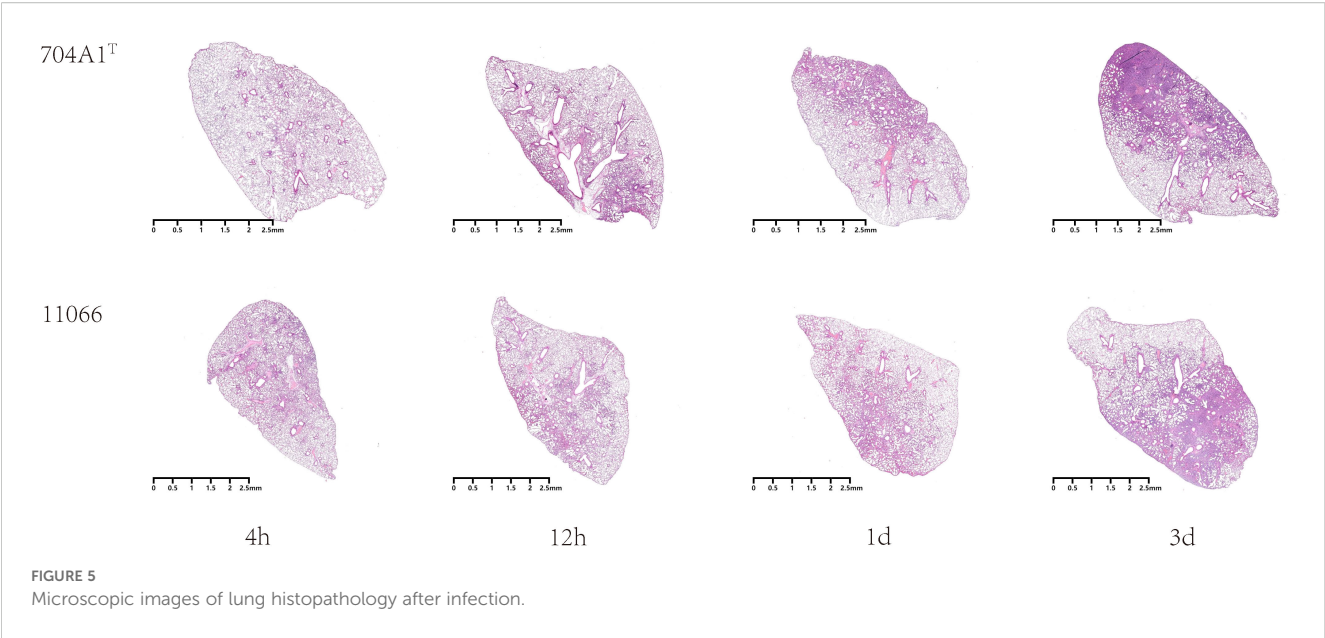 704A1ᵀ
0 0.5 1 1.5 2 2.5mm 0 0.5 1 1.5 2 2.5mm 0 0.5 1 1.5 2 2.5mm 0 0.5 1 1.5 2 2.5mm
11066
0 0.5 1 1.5 2 2.5mm 0 0.5 1 1.5 2 2.5mm 0 0.5 1 1.5 2 2.5mm 0 0.5 1 1.5 2 2.5mm
4h 12h 1d 3d
FIGURE 5
Microscopic images of lung histopathology after infection.